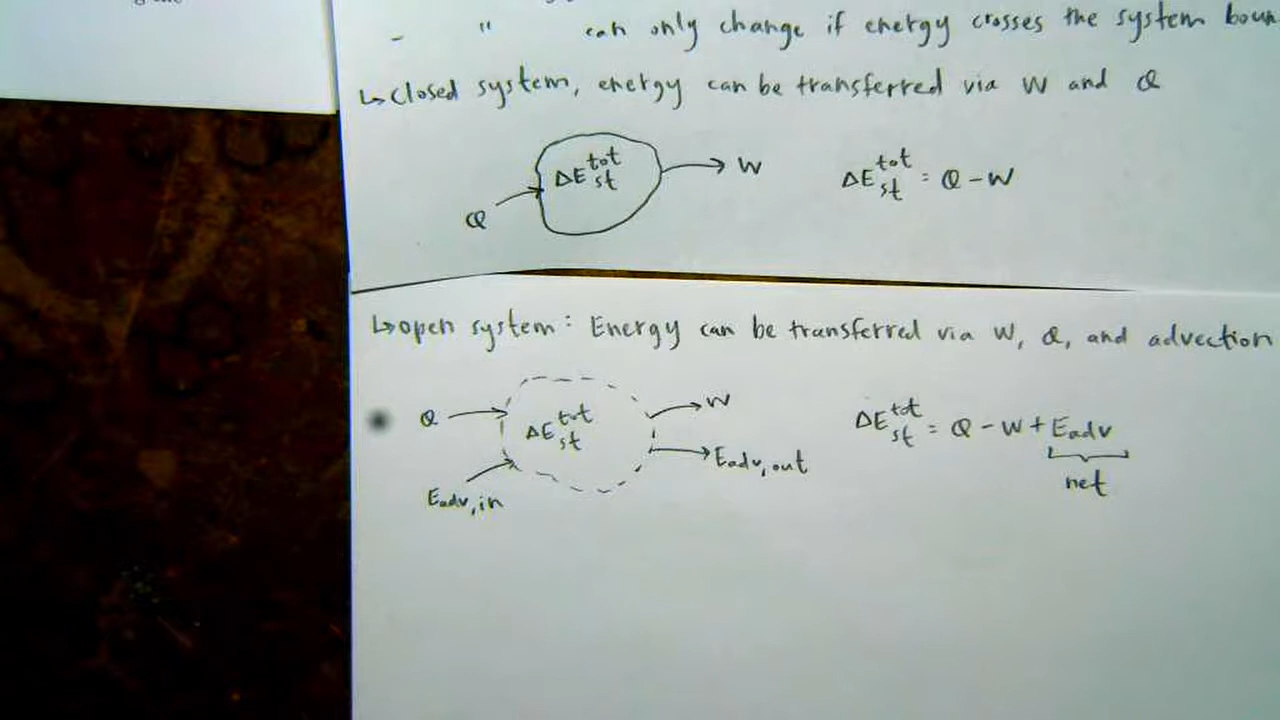 - " can only change if energy crosses the system boun
↳ Closed system, energy can be transferred via W and Q
ΔE st tot
W
Q
ΔE st tot = Q - W
↳ open system: Energy can be transferred via W, Q, and advection
Q
ΔE st tot
W
Eadv,out
Eadv,in
ΔE st tot = Q - W + Eadv
net